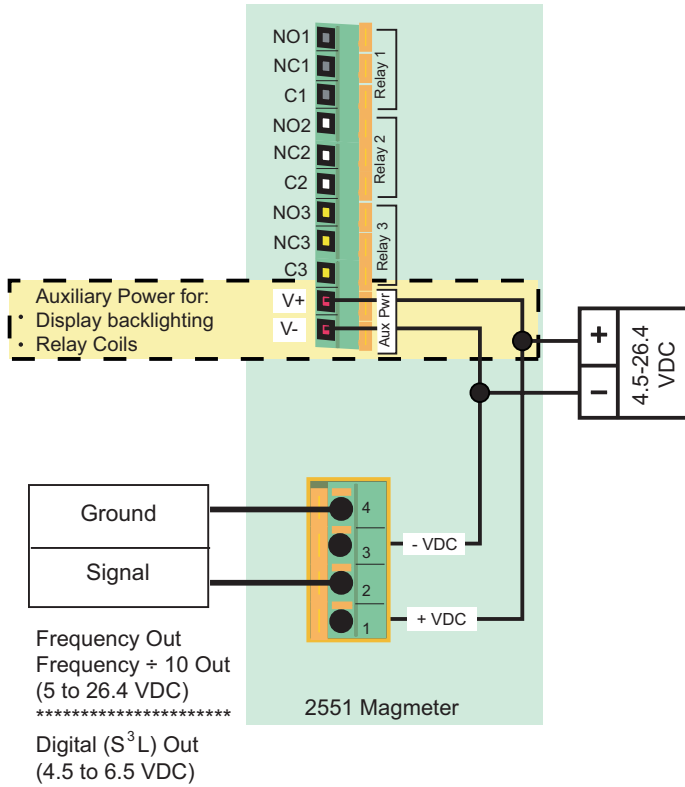 NO1
NC1
C1
Relay 1
NO2
NC2
C2
Relay 2
NO3
NC3
C3
Relay 3
Auxiliary Power for:
· Display backlighting
· Relay Coils
V+
V-
Aux Pwr
+
−
4.5-26.4
VDC
Ground
Signal
4
3
2
1
- VDC
+ VDC
Frequency Out
Frequency ÷ 10 Out
(5 to 26.4 VDC)
**********************
Digital (S³L) Out
(4.5 to 6.5 VDC)
2551 Magmeter